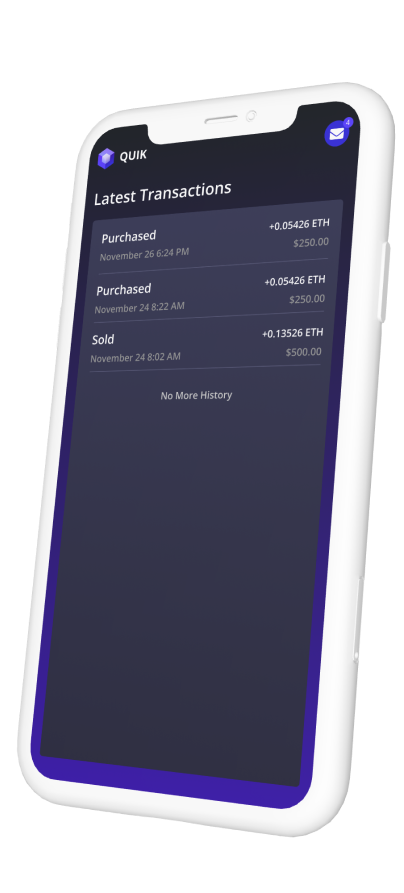 QUIK
4
Latest Transactions
Purchased
+0.05426 ETH
November 26 6:24 PM
$250.00
Purchased
+0.05426 ETH
November 24 8:22 AM
$250.00
Sold
+0.13526 ETH
November 24 8:02 AM
$500.00
No More History